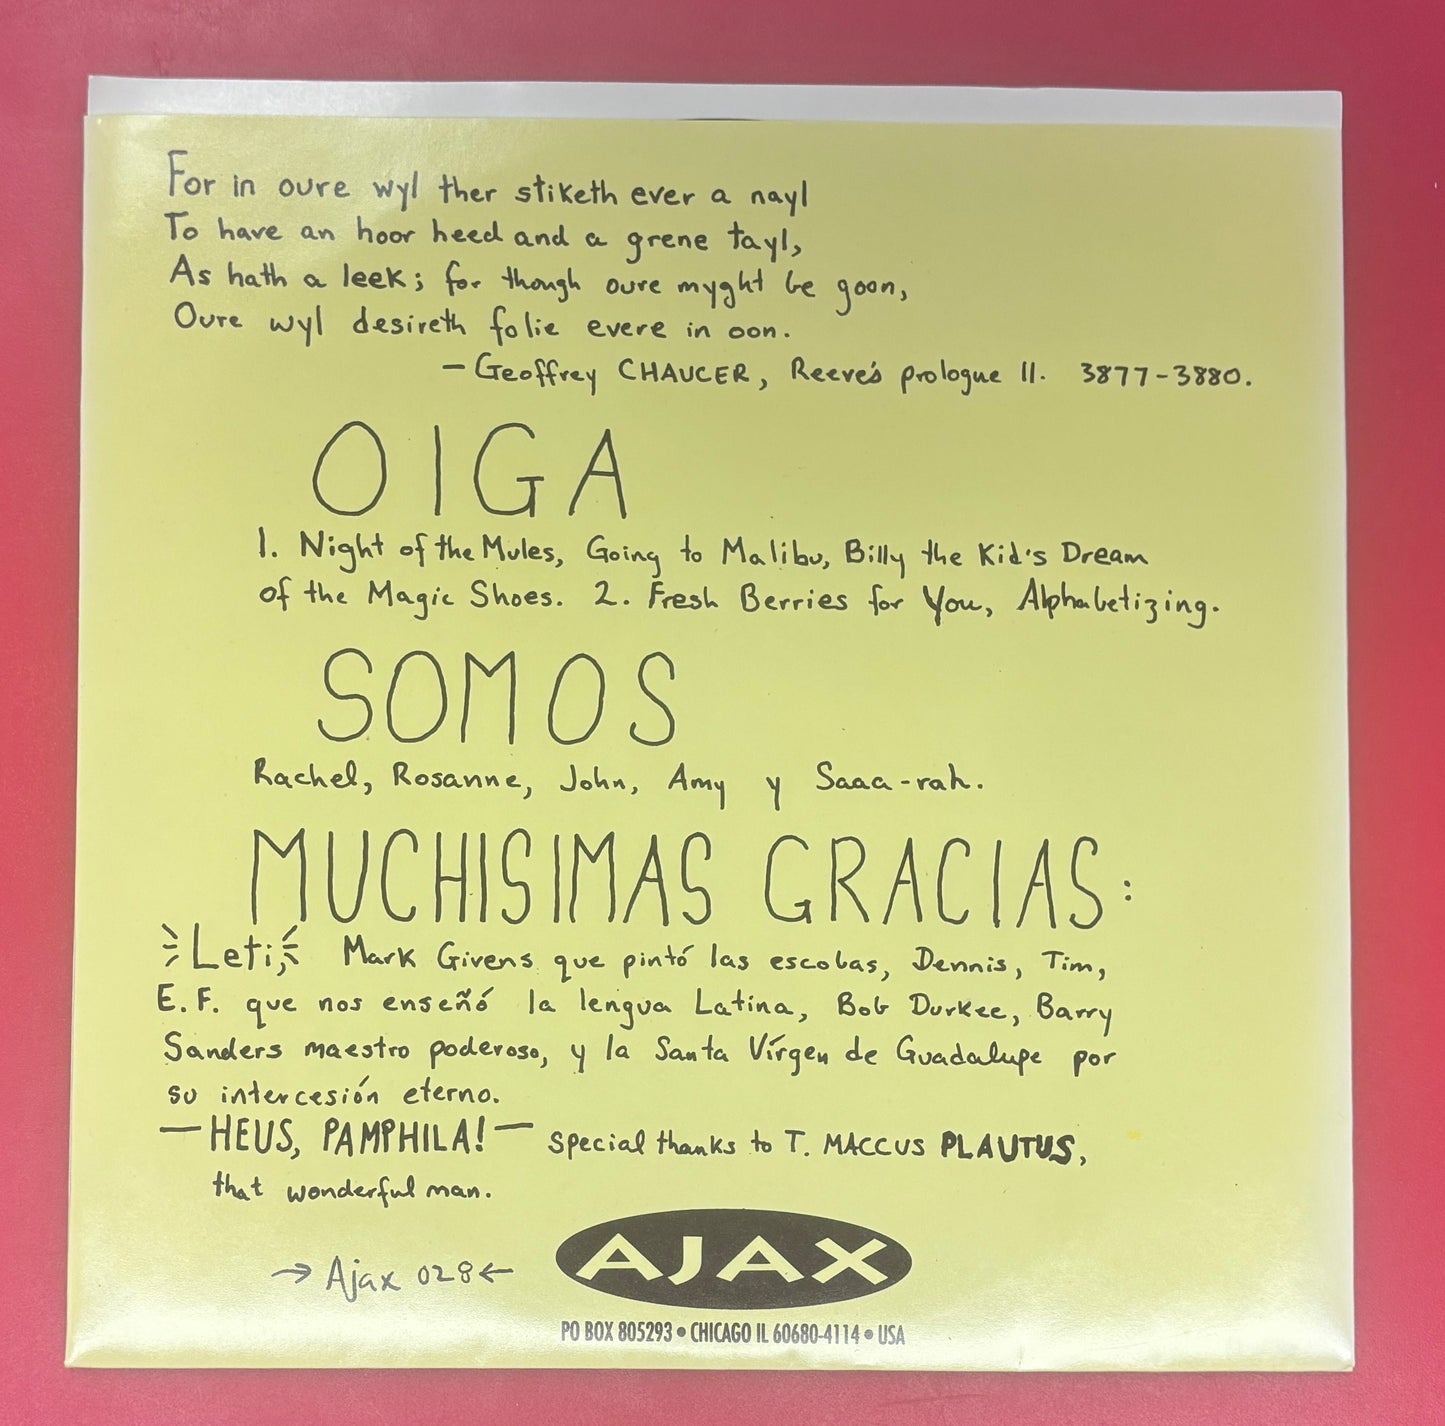 For in oure wyl ther stiketh ever a nayl
To have an hoor heed and a grene tayl,
As hath a leek; for though oure myght be goon,
Oure wyl desireth folie evere in oon.
— Geoffrey CHAUCER, Reeve's prologue ll. 3877-3880.
OIGA
1. Night of the Mules, Going to Malibu, Billy the Kid's Dream
of the Magic Shoes. 2. Fresh Berries for You, Alphabetizing.
SOMOS
Rachel, Rosanne, John, Amy y Saaa-rah.
MUCHISIMAS GRACIAS:
Leti, Mark Givens que pintó las escobas, Dennis, Tim,
E.F. que nos enseñó la lengua Latina, Bob Durkee, Barry
Sanders maestro poderoso, y la Santa Vírgen de Guadalupe por
su intercesión eterno.
— HEUS, PAMPHILA! — special thanks to T. MACCUS PLAUTUS,
that wonderful man.
→ Ajax 028 ←
AJAX
PO BOX 805293 • CHICAGO IL 60680-4114 • USA